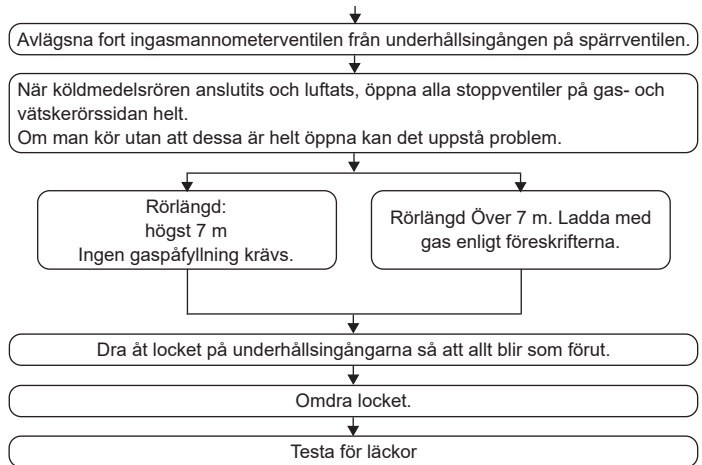 Avlägsna fort ingasmannometerventilen från underhållsingången på spärrventilen.
När köldmedelsrören anslutits och luftats, öppna alla stoppventiler på gas- och
vätskerörssidan helt.
Om man kör utan att dessa är helt öppna kan det uppstå problem.
Rörlängd:
högst 7 m
Ingen gaspåfyllning krävs.
Rörlängd Över 7 m. Ladda med
gas enligt föreskrifterna.
Dra åt locket på underhållsingångarna så att allt blir som förut.
Omdra locket.
Testa för läckor